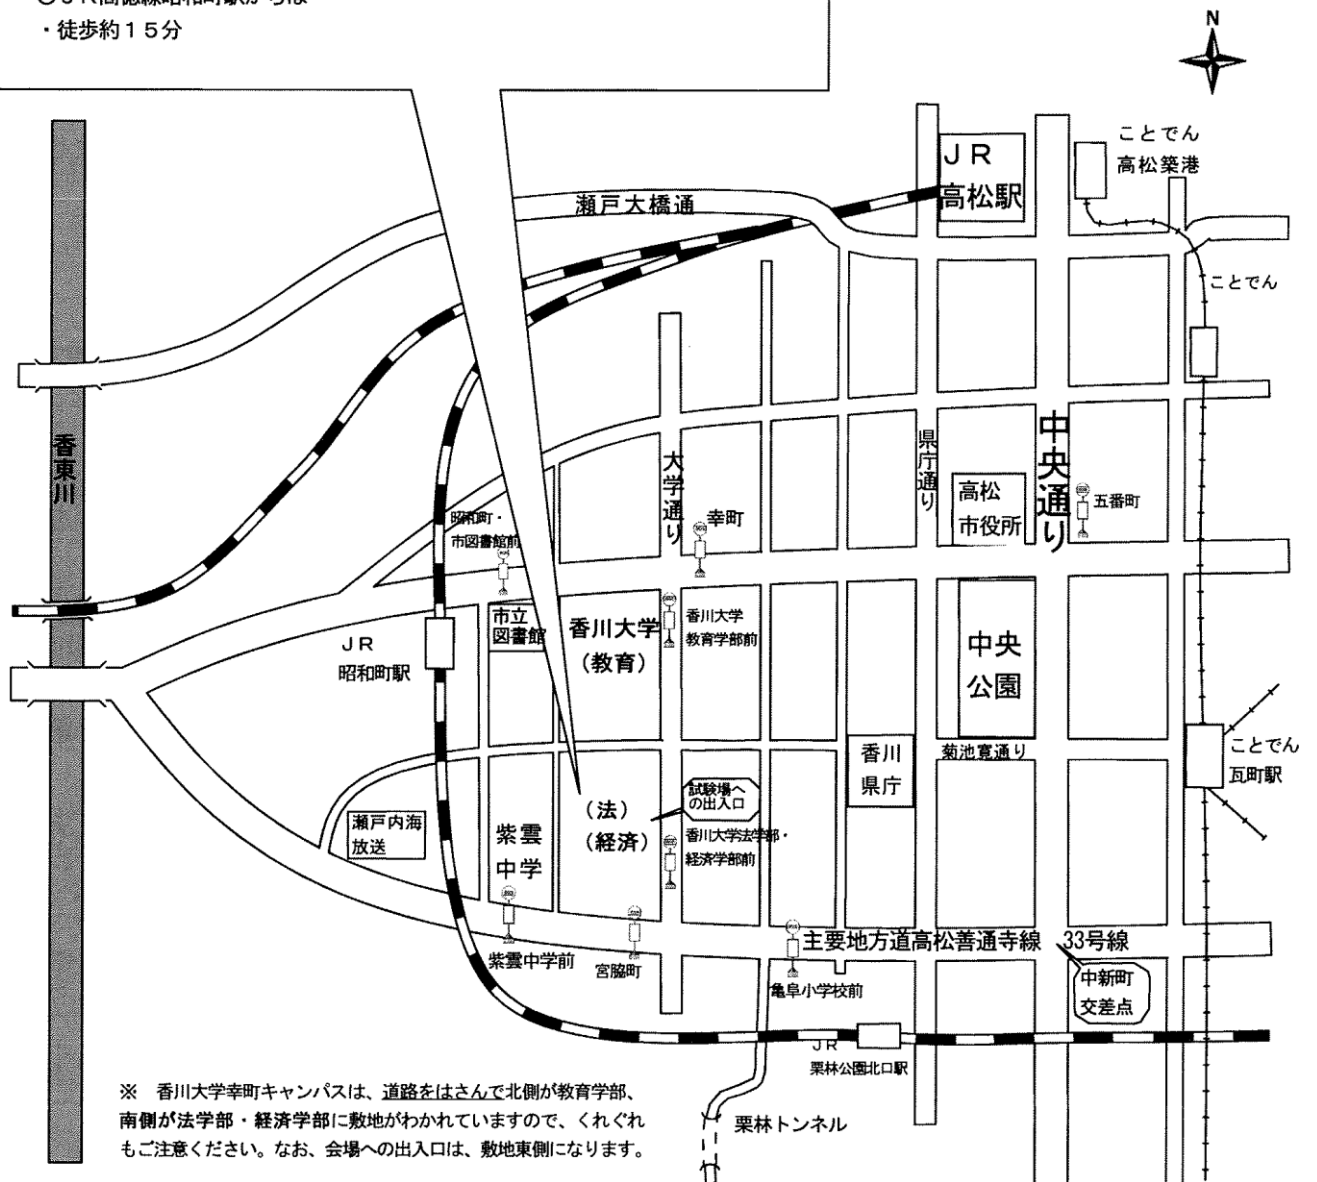 ・徒歩約１５分
N
ことでん
高松築港
ＪＲ
高松駅
瀬戸大橋通
ことでん
香東川
大学通り
県庁通り
中央通り
高松
市役所
五番町
昭和町・
市図書館前
幸町
市立
図書館
香川大学
（教育）
香川大学
教育学部前
ＪＲ
昭和町駅
中央
公園
香川
県庁
菊池寛通り
ことでん
瓦町駅
瀬戸内海
放送
紫雲
中学
（法）
（経済）
試験場へ
の出入口
香川大学法学部・
経済学部前
紫雲中学前
宮脇町
亀阜小学校前
主要地方道高松善通寺線　33号線
中新町
交差点
ＪＲ
栗林公園北口駅
栗林トンネル
※　香川大学幸町キャンパスは、道路をはさんで北側が教育学部、
南側が法学部・経済学部に敷地がわかれていますので、くれぐれ
もご注意ください。なお、会場への出入口は、敷地東側になります。